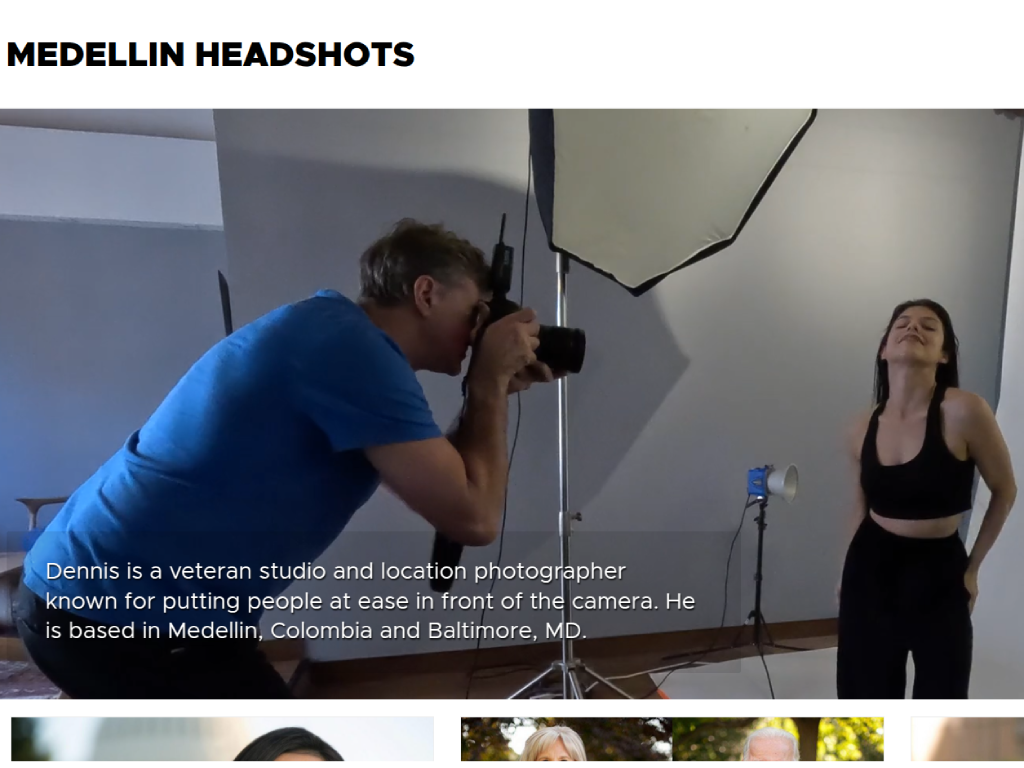 MEDELLIN HEADSHOTS
Dennis is a veteran studio and location photographer
known for putting people at ease in front of the camera. He
is based in Medellin, Colombia and Baltimore, MD.